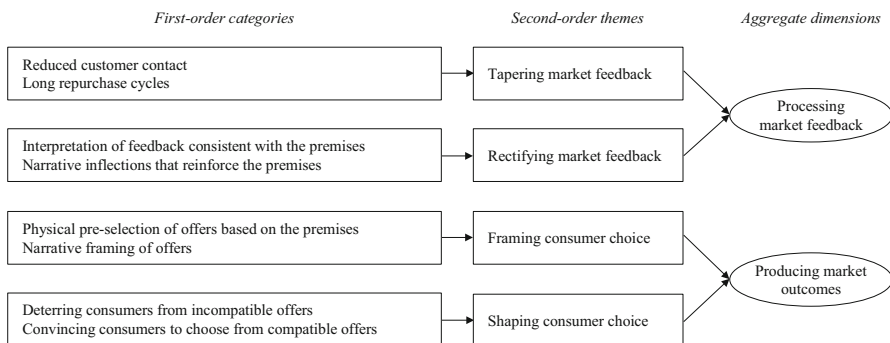 First-order categories
Second-order themes
Aggregate dimensions
Reduced customer contact
Long repurchase cycles
Tapering market feedback
Interpretation of feedback consistent with the premises
Narrative inflections that reinforce the premises
Rectifying market feedback
Processing
market feedback
Physical pre-selection of offers based on the premises
Narrative framing of offers
Framing consumer choice
Deterring consumers from incompatible offers
Convincing consumers to choose from compatible offers
Shaping consumer choice
Producing market
outcomes